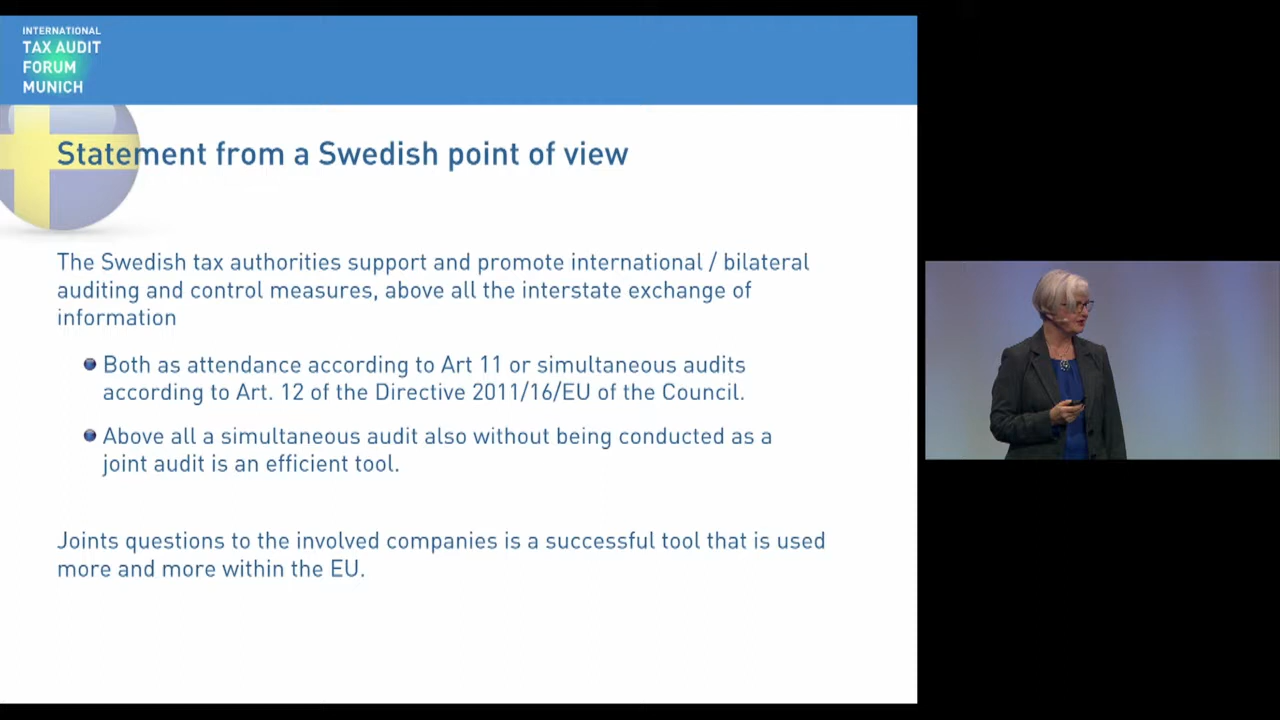 INTERNATIONAL
TAX AUDIT
FORUM
MUNICH
Statement from a Swedish point of view
The Swedish tax authorities support and promote international / bilateral
auditing and control measures, above all the interstate exchange of
information
Both as attendance according to Art 11 or simultaneous audits
according to Art. 12 of the Directive 2011/16/EU of the Council.
Above all a simultaneous audit also without being conducted as a
joint audit is an efficient tool.
Joints questions to the involved companies is a successful tool that is used
more and more within the EU.